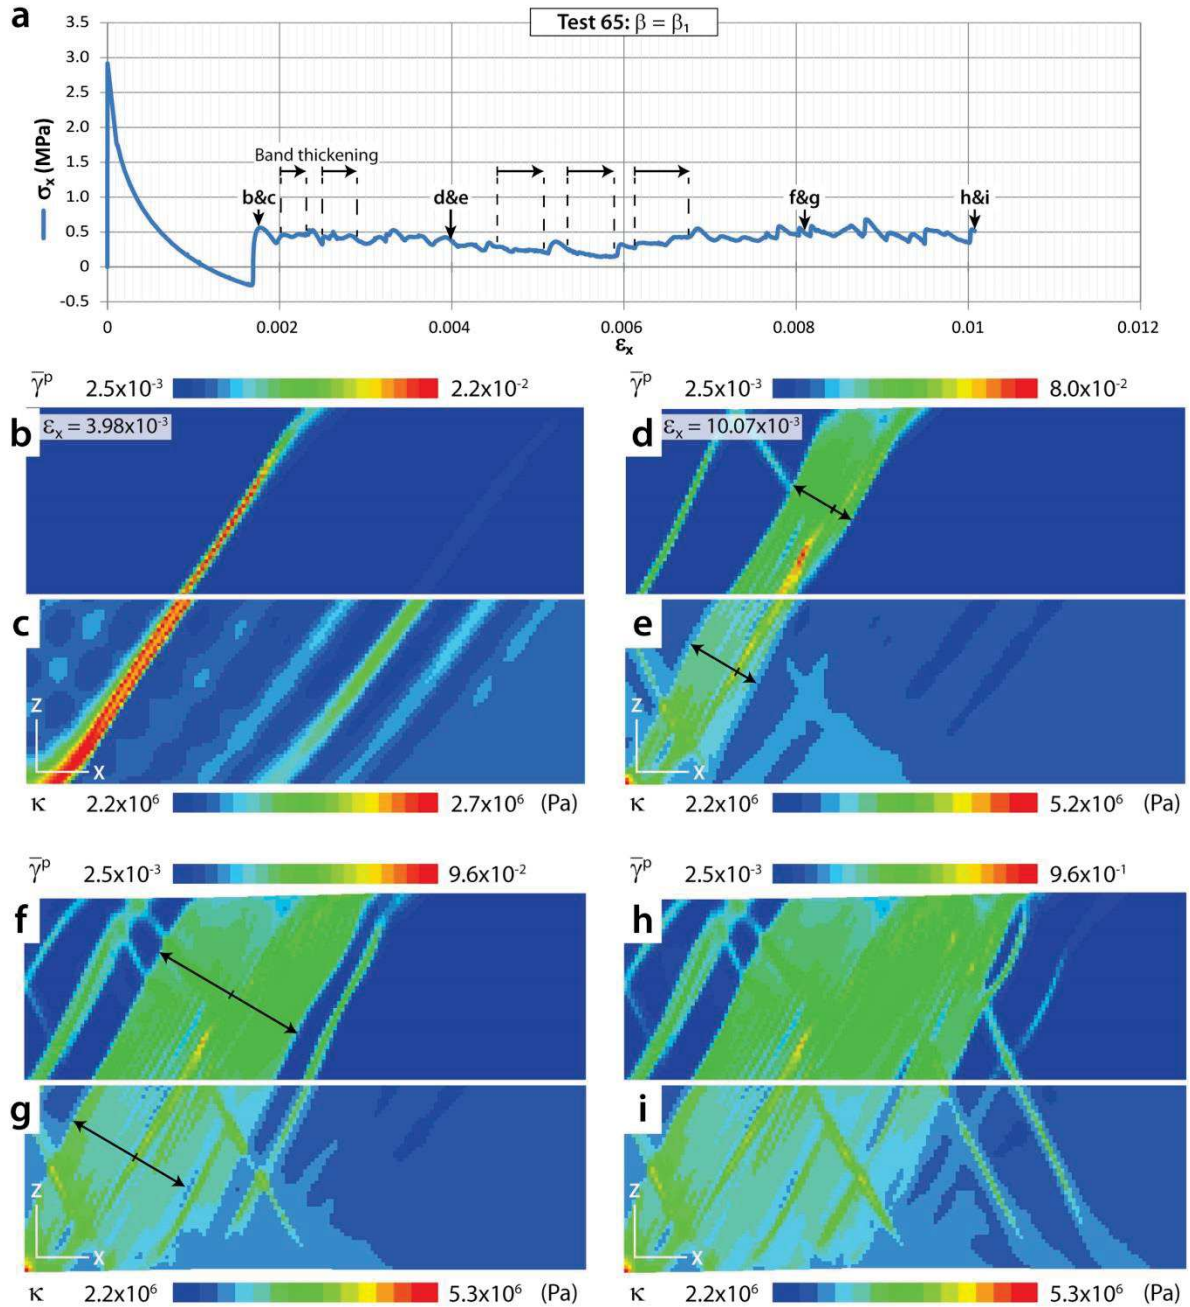 a
Test 65: β = β₁
σx (MPa)
3.5
3.0
2.5
2.0
1.5
1.0
0.5
0
-0.5
Band thickening
b&c
d&e
f&g
h&i
0
0.002
0.004
0.006
0.008
0.01
0.012
εx
γ̅ᵖ 2.5x10⁻³ 2.2x10⁻²
γ̅ᵖ 2.5x10⁻³ 8.0x10⁻²
b εx = 3.98x10⁻³
d εx = 10.07x10⁻³
c
e
Z
X
Z
X
κ 2.2x10⁶ 2.7x10⁶ (Pa)
κ 2.2x10⁶ 5.2x10⁶ (Pa)
γ̅ᵖ 2.5x10⁻³ 9.6x10⁻²
γ̅ᵖ 2.5x10⁻³ 9.6x10⁻¹
f
h
g
i
Z
X
Z
X
κ 2.2x10⁶ 5.3x10⁶ (Pa)
κ 2.2x10⁶ 5.3x10⁶ (Pa)